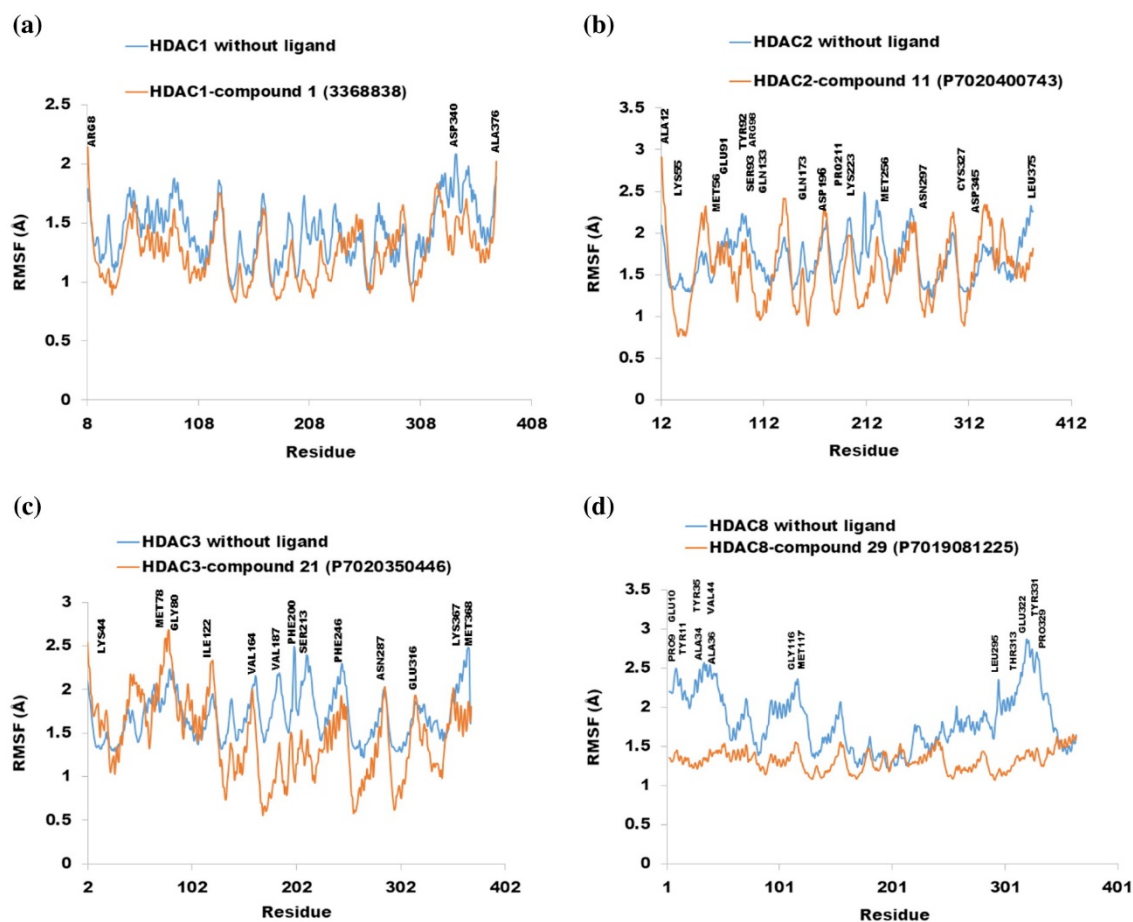 (a)
HDAC1 without ligand
HDAC1-compound 1 (3368838)
RMSF (Å)
2.5
2
1.5
1
0.5
0
ARG8
ASP340
ALA376
8
108
208
308
408
Residue
(b)
HDAC2 without ligand
HDAC2-compound 11 (P7020400743)
RMSF (Å)
3.5
3
2.5
2
1.5
1
0.5
0
ALA12
LYS55
MET56
GLU91
TYR92
SER93
ARG98
GLN133
GLN173
ASP196
PRO211
LYS223
MET256
ASN297
CYS327
ASP345
LEU375
12
112
212
312
412
Residue
(c)
HDAC3 without ligand
HDAC3-compound 21 (P7020350446)
RMSF (Å)
3
2.5
2
1.5
1
0.5
0
LYS44
MET78
GLY80
ILE122
VAL164
VAL187
PHE200
SER213
PHE246
ASN287
GLU316
LYS367
MET368
2
102
202
302
402
Residue
(d)
HDAC8 without ligand
HDAC8-compound 29 (P7019081225)
RMSF (Å)
3.5
3
2.5
2
1.5
1
0.5
0
PRO9
GLU10
TYR11
ALA34
TYR35
ALA36
VAL44
GLY116
MET117
LEU295
THR313
GLU322
TYR331
PRO329
1
101
201
301
401
Residue